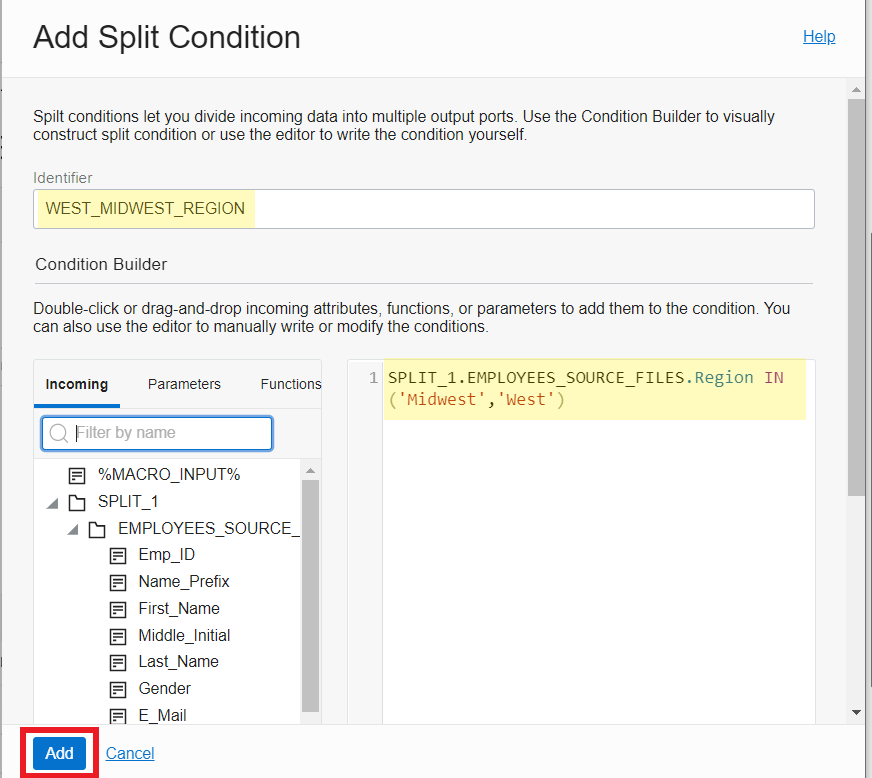 Add Split Condition
Help
Spilt conditions let you divide incoming data into multiple output ports. Use the Condition Builder to visually
construct split condition or use the editor to write the condition yourself.
Identifier
WEST_MIDWEST_REGION
Condition Builder
Double-click or drag-and-drop incoming attributes, functions, or parameters to add them to the condition. You
can also use the editor to manually write or modify the conditions.
Incoming
Parameters
Functions
Filter by name
%MACRO_INPUT%
SPLIT_1
EMPLOYEES_SOURCE_
Emp_ID
Name_Prefix
First_Name
Middle_Initial
Last_Name
Gender
E_Mail
1 SPLIT_1.EMPLOYEES_SOURCE_FILES.Region IN
('Midwest','West')
Add
Cancel